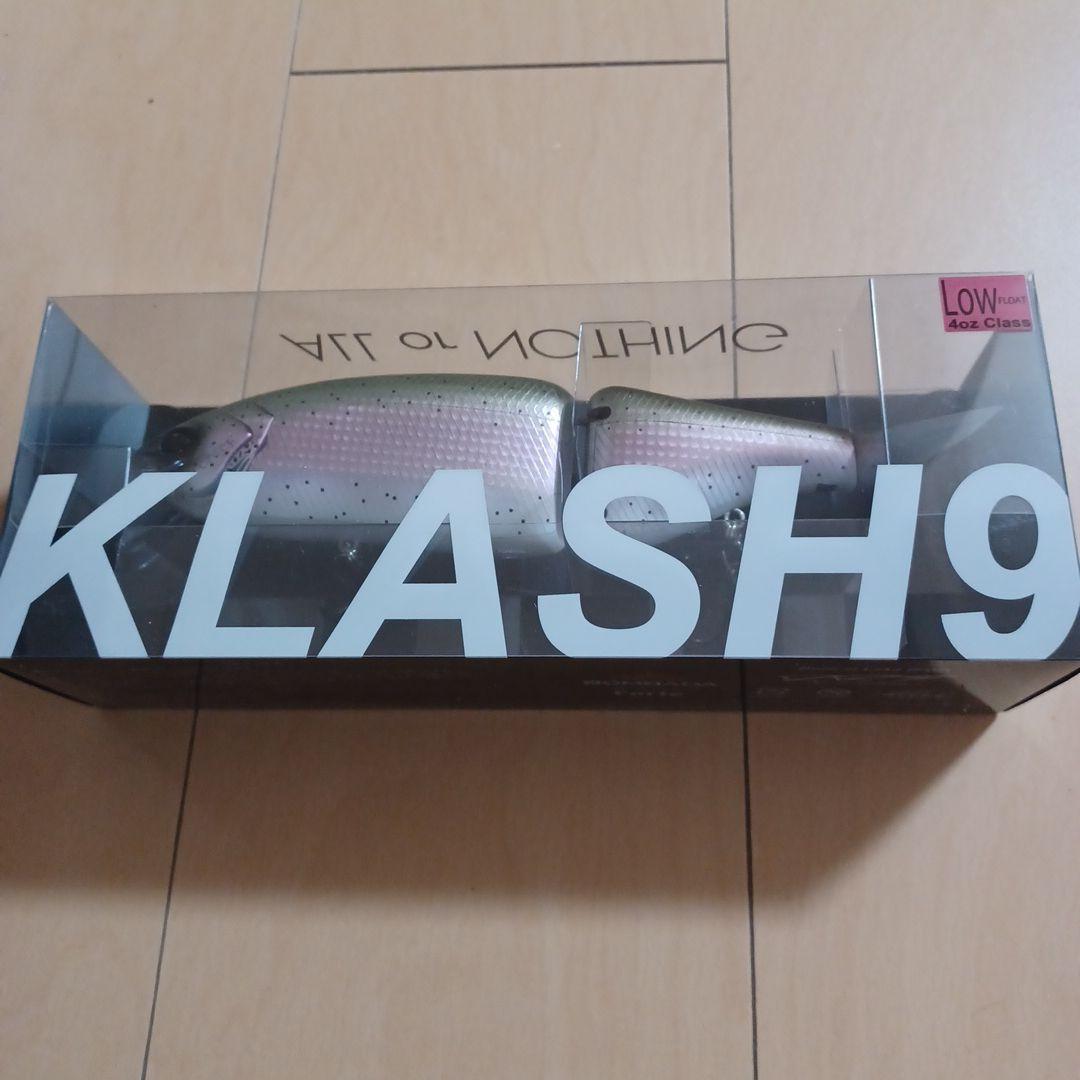 LOW FLOAT
4oz Class
ALL or NOTHING
KLASH9